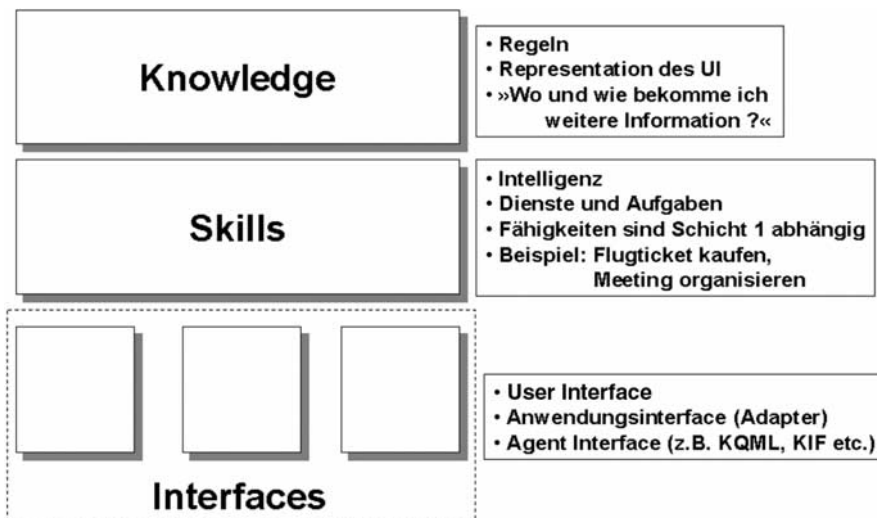 Knowledge
• Regeln
• Representation des UI
• »Wo und wie bekomme ich
weitere Information ?«
Skills
• Intelligenz
• Dienste und Aufgaben
• Fähigkeiten sind Schicht 1 abhängig
• Beispiel: Flugticket kaufen,
Meeting organisieren
Interfaces
• User Interface
• Anwendungsinterface (Adapter)
• Agent Interface (z.B. KQML, KIF etc.)